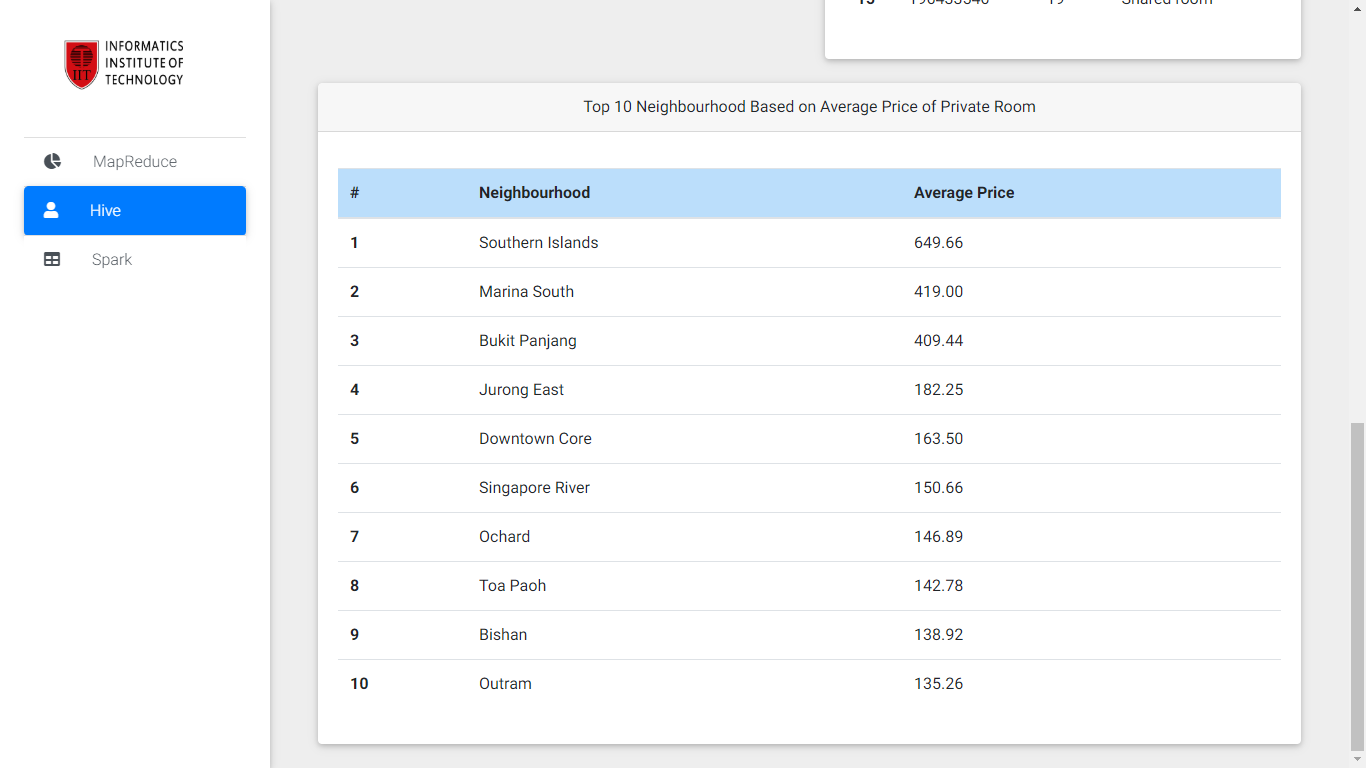 INFORMATICS
INSTITUTE OF
TECHNOLOGY
IIT
MapReduce
Hive
Spark
Shared room
Top 10 Neighbourhood Based on Average Price of Private Room
# Neighbourhood Average Price
1 Southern Islands 649.66
2 Marina South 419.00
3 Bukit Panjang 409.44
4 Jurong East 182.25
5 Downtown Core 163.50
6 Singapore River 150.66
7 Ochard 146.89
8 Toa Paoh 142.78
9 Bishan 138.92
10 Outram 135.26